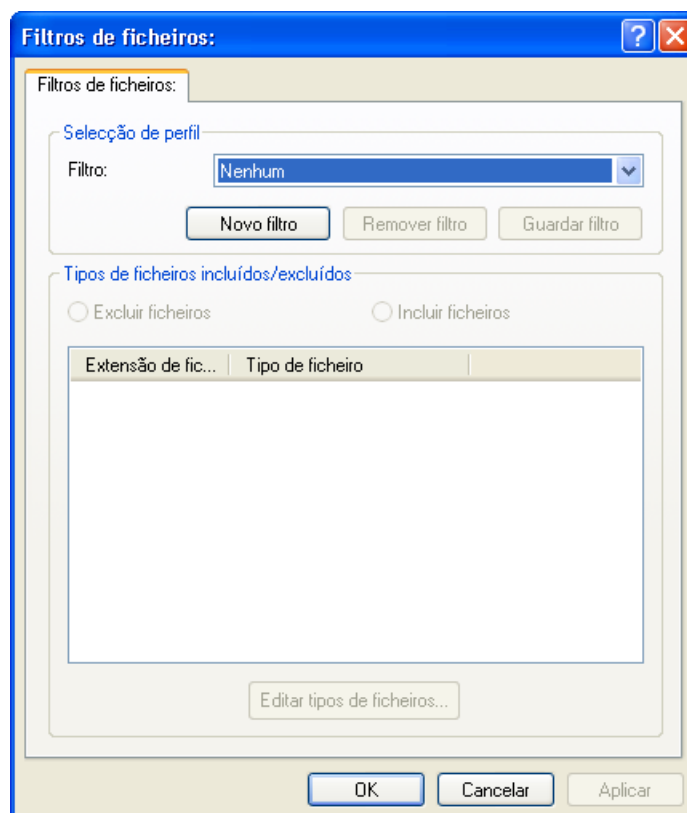 Filtros de ficheiros:
Filtros de ficheiros:
Selecção de perfil
Filtro: Nenhum
Novo filtro Remover filtro Guardar filtro
Tipos de ficheiros incluídos/excluídos
Excluir ficheiros Incluir ficheiros
Extensão de fic... Tipo de ficheiro
Editar tipos de ficheiros...
OK Cancelar Aplicar